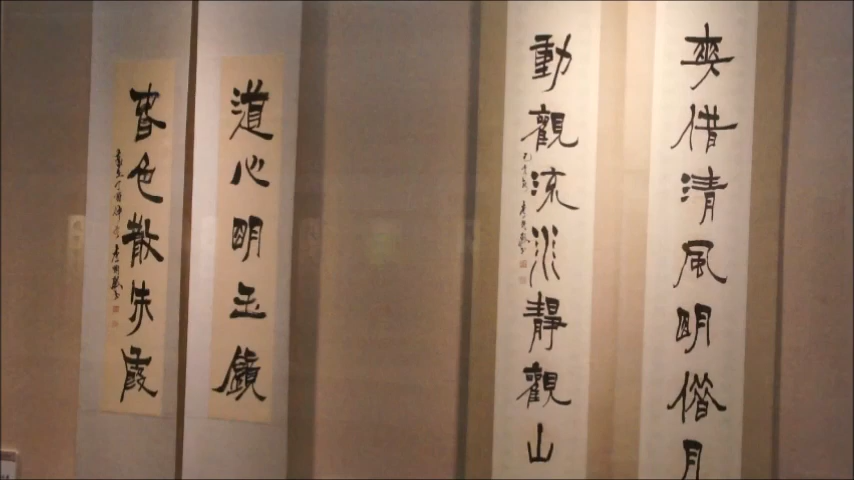 爽借清風明借月
動觀流水靜觀山
道心明玉鏡
春色散朱霞